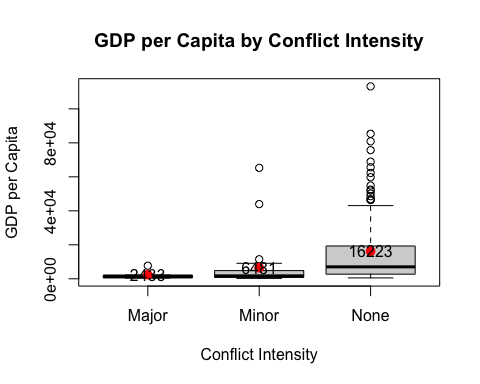 GDP per Capita by Conflict Intensity
GDP per Capita
8e+04
4e+04
0e+00
6481
16223
Major
Minor
None
Conflict Intensity